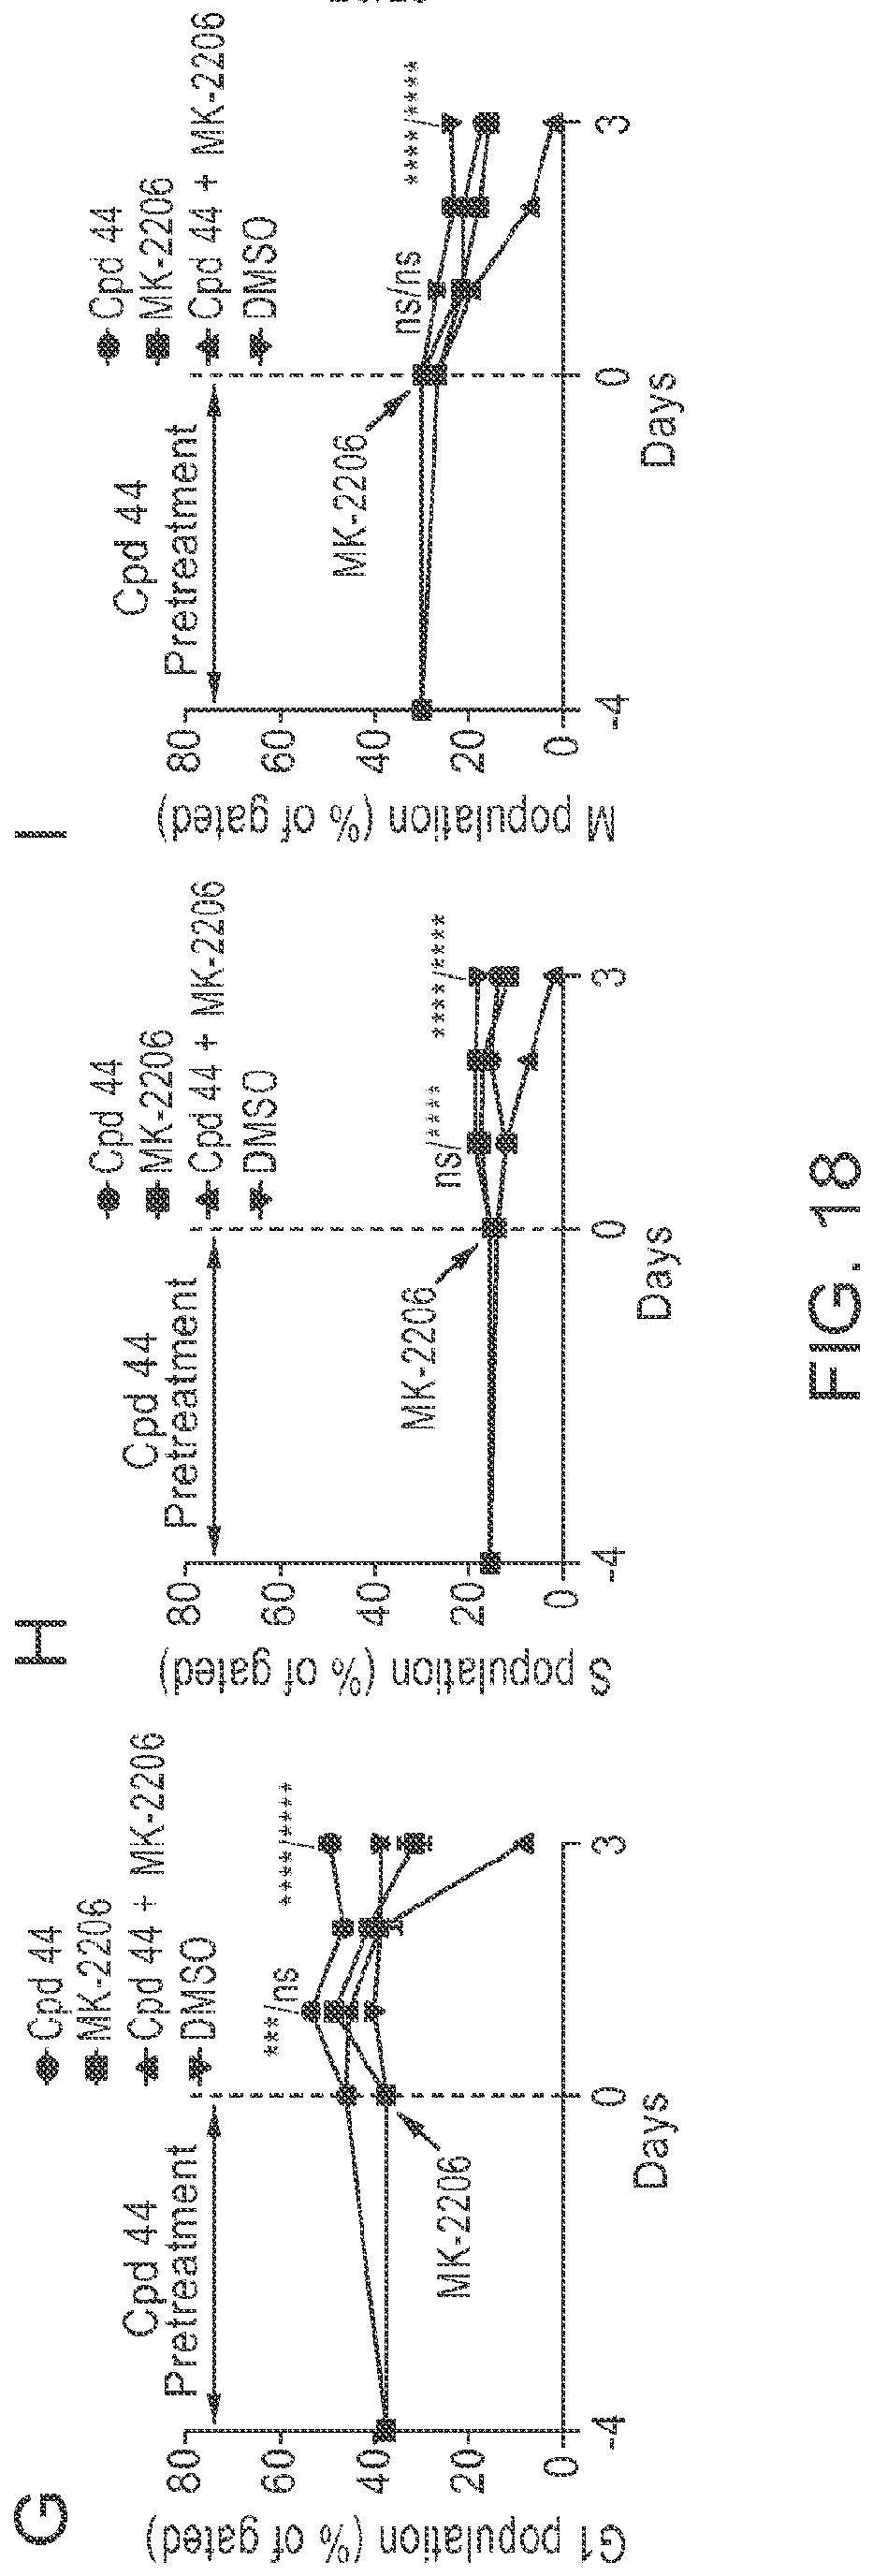 G
Cpd 44
MK-2206
Cpd 44 + MK-2206
DMSO
Cpd 44
Pretreatment
***/ns
****/****
MK-2206
G1 population (% of gated)
80
60
40
20
0
-4
0
3
Days
H
Cpd 44
MK-2206
Cpd 44 + MK-2206
DMSO
Cpd 44
Pretreatment
ns/****
****/****
MK-2206
S population (% of gated)
80
60
40
20
0
-4
0
3
Days
I
Cpd 44
MK-2206
Cpd 44 + MK-2206
DMSO
Cpd 44
Pretreatment
ns/ns
****/****
MK-2206
M population (% of gated)
80
60
40
20
0
-4
0
3
Days
FIG. 18